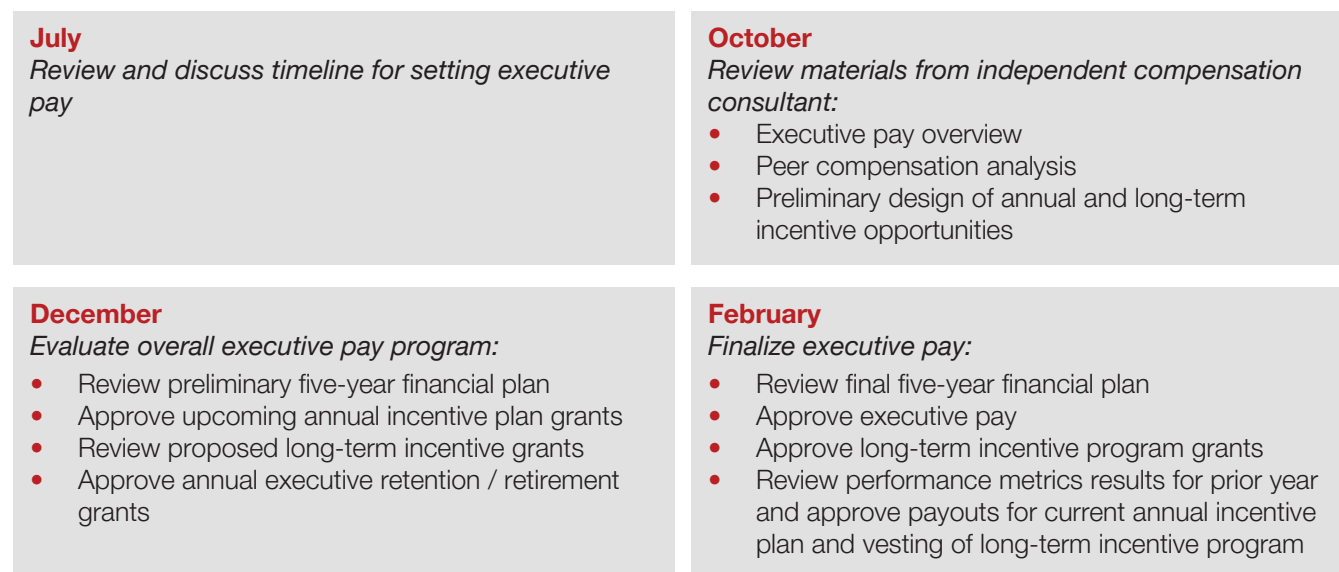 July
Review and discuss timeline for setting executive
pay
October
Review materials from independent compensation
consultant:
• Executive pay overview
• Peer compensation analysis
• Preliminary design of annual and long-term
incentive opportunities
December
Evaluate overall executive pay program:
• Review preliminary five-year financial plan
• Approve upcoming annual incentive plan grants
• Review proposed long-term incentive grants
• Approve annual executive retention / retirement
grants
February
Finalize executive pay:
• Review final five-year financial plan
• Approve executive pay
• Approve long-term incentive program grants
• Review performance metrics results for prior year
and approve payouts for current annual incentive
plan and vesting of long-term incentive program